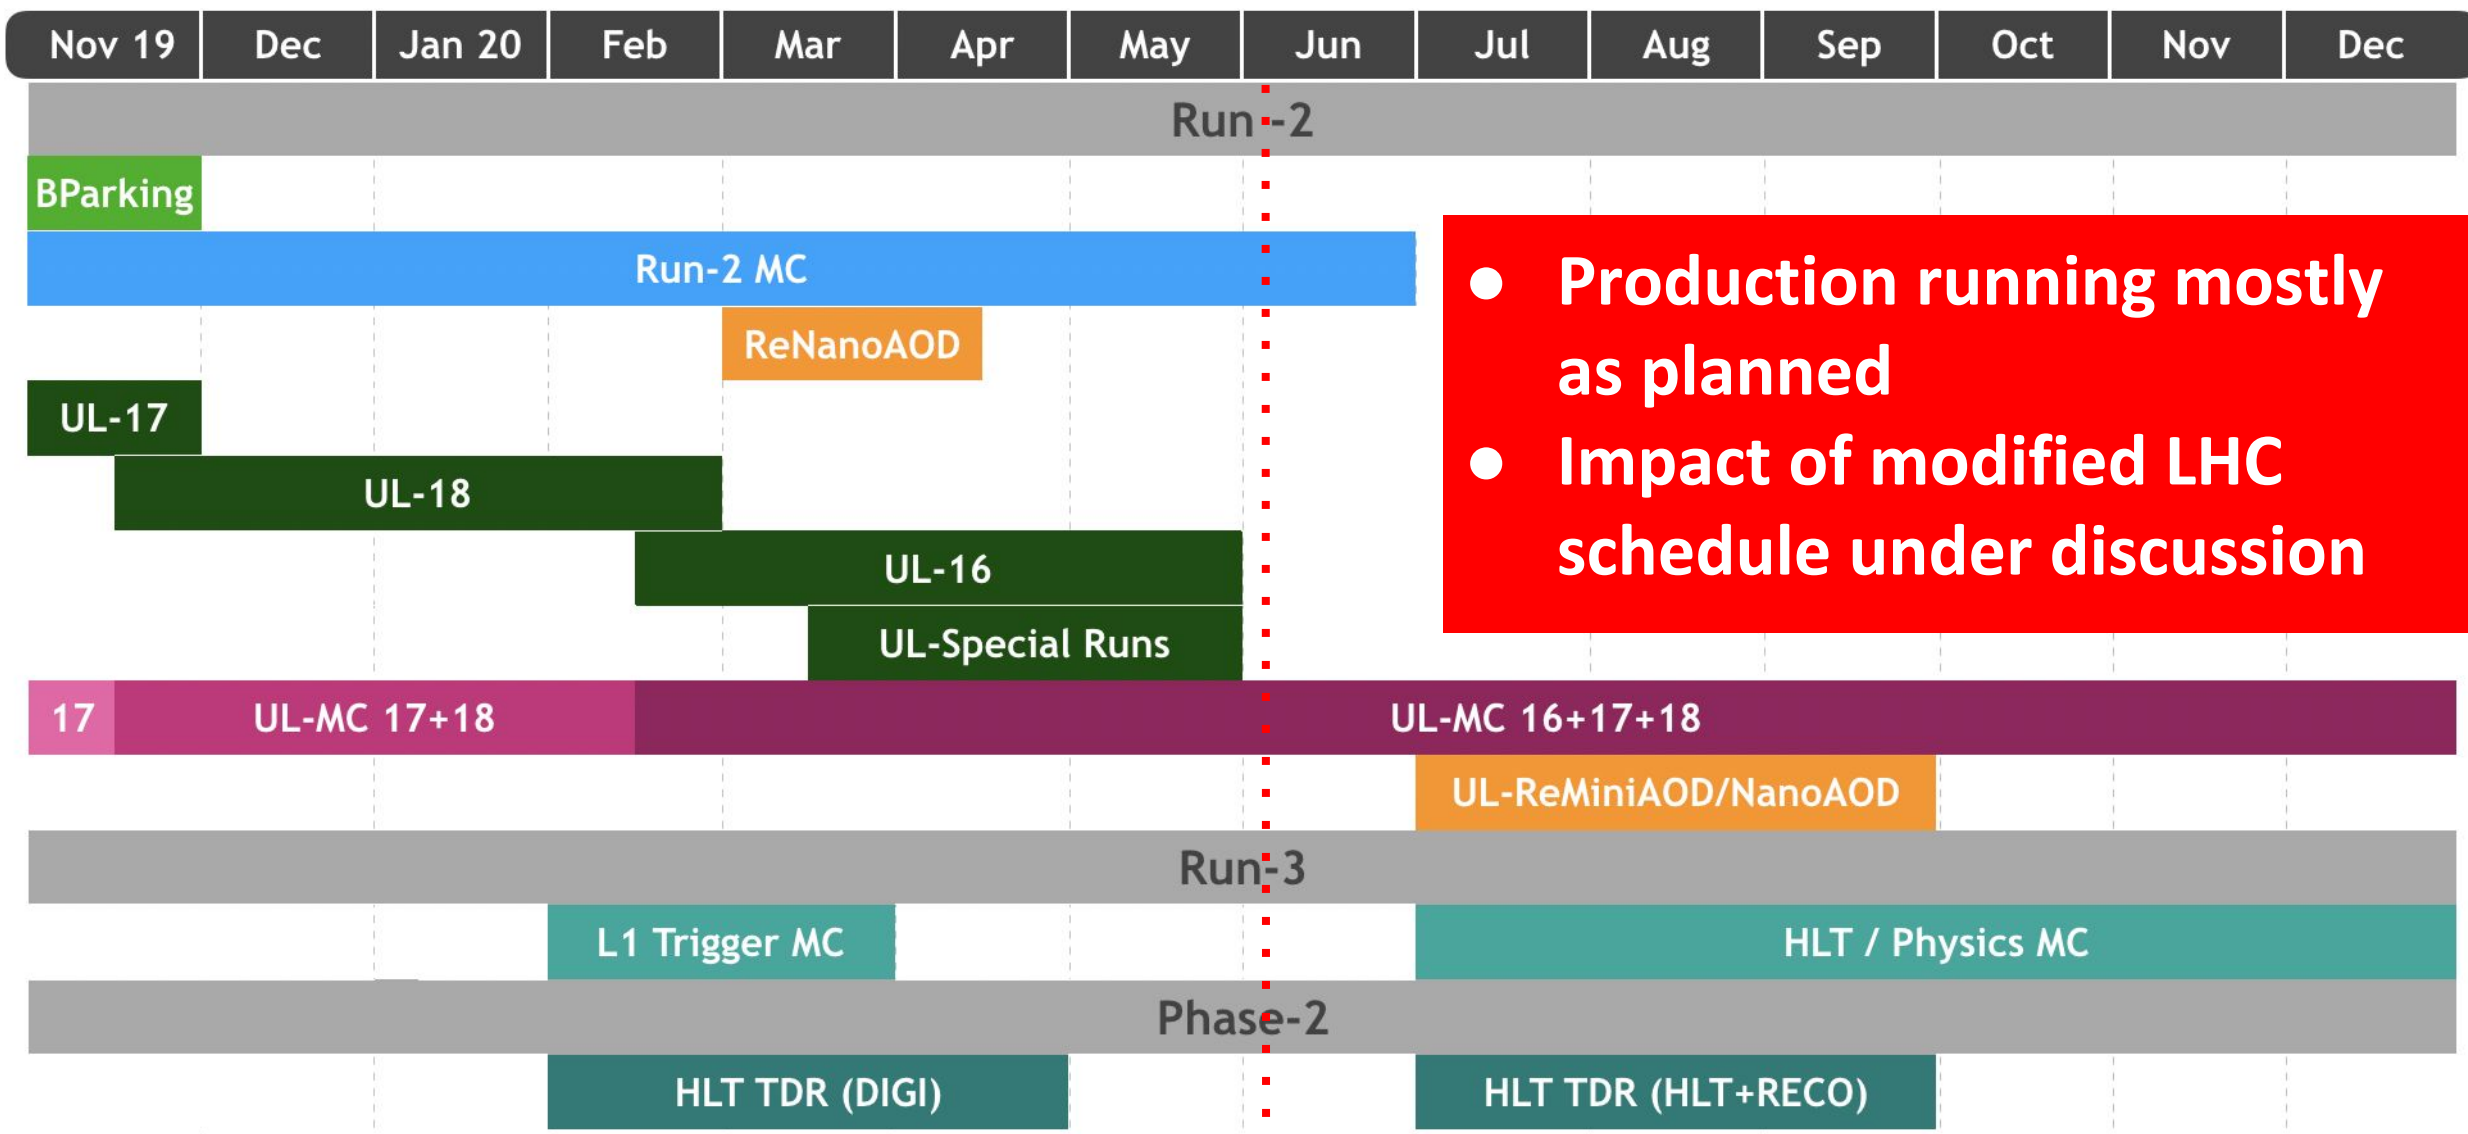 Nov 19 Dec Jan 20 Feb Mar Apr May Jun Jul Aug Sep Oct Nov Dec
Run-2
BParking
Run-2 MC
ReNanoAOD
UL-17
UL-18
UL-16
UL-Special Runs
● Production running mostly
as planned
● Impact of modified LHC
schedule under discussion
17 UL-MC 17+18 UL-MC 16+17+18
UL-ReMiniAOD/NanoAOD
Run-3
L1 Trigger MC HLT / Physics MC
Phase-2
HLT TDR (DIGI) HLT TDR (HLT+RECO)